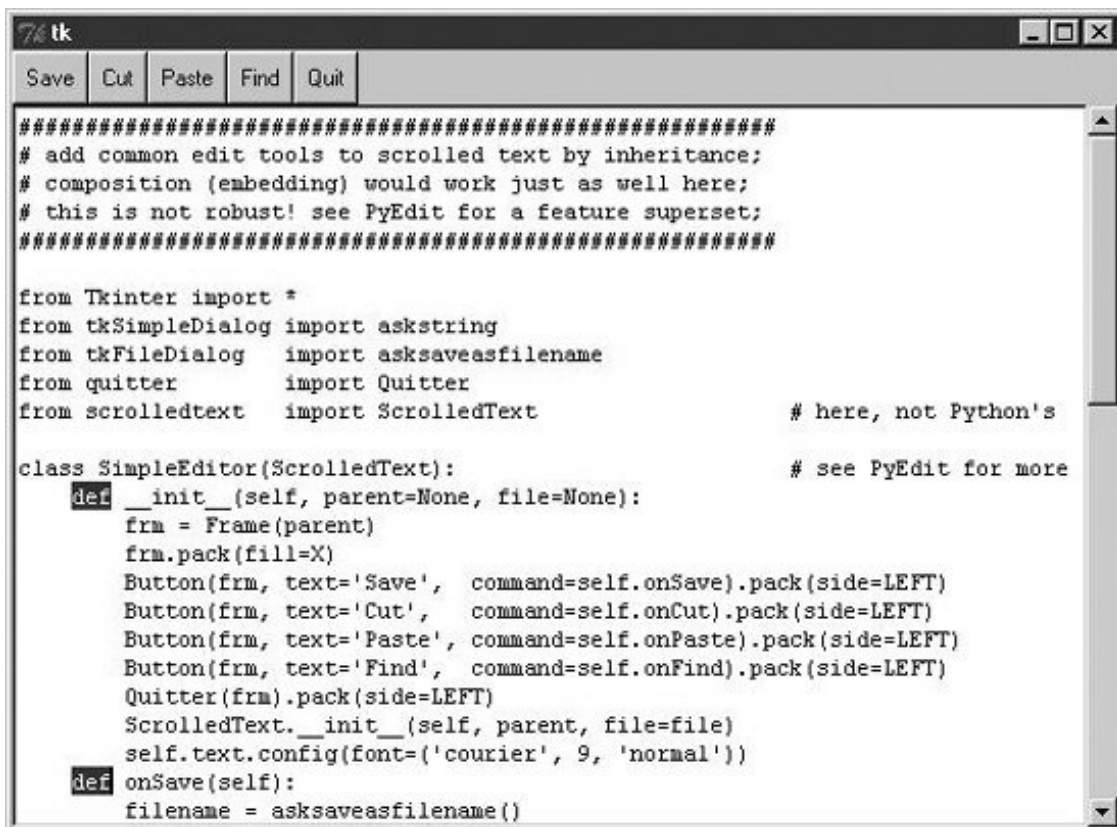 tk
Save Cut Paste Find Quit
#########################################################
# add common edit tools to scrolled text by inheritance;
# composition (embedding) would work just as well here;
# this is not robust! see PyEdit for a feature superset;
#########################################################
from Tkinter import *
from tkSimpleDialog import askstring
from tkFileDialog   import asksaveasfilename
from quitter        import Quitter
from scrolledtext   import ScrolledText                   # here, not Python's
class SimpleEditor(ScrolledText):                         # see PyEdit for more
    def __init__(self, parent=None, file=None):
        frm = Frame(parent)
        frm.pack(fill=X)
        Button(frm, text='Save',  command=self.onSave).pack(side=LEFT)
        Button(frm, text='Cut',   command=self.onCut).pack(side=LEFT)
        Button(frm, text='Paste', command=self.onPaste).pack(side=LEFT)
        Button(frm, text='Find',  command=self.onFind).pack(side=LEFT)
        Quitter(frm).pack(side=LEFT)
        ScrolledText.__init__(self, parent, file=file)
        self.text.config(font=('courier', 9, 'normal'))
    def onSave(self):
        filename = asksaveasfilename()